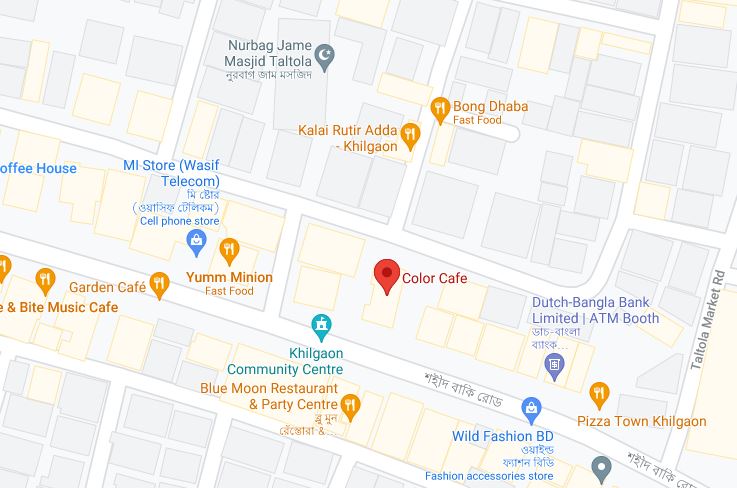 Nurbag Jame
Masjid Taltola
নুরবাগ জাম মসজিদ
Bong Dhaba
Fast Food
Kalai Rutir Adda
- Khilgaon
offee House
MI Store (Wasif
Telecom)
মি ষ্টোর
(ওয়াসিফ টেলিকম)
Cell phone store
Yumm Minion
Fast Food
Garden Café
e & Bite Music Cafe
Color Cafe
Dutch-Bangla Bank
Limited | ATM Booth
ডাচ-বাংলা
ব্যাংক...
Taltola Market Rd
Khilgaon
Community Centre
Blue Moon Restaurant
& Party Centre
ব্লু মুন
রেস্তোরা &...
শহীদ বাকি রোড
Pizza Town Khilgaon
Wild Fashion BD
ওয়াইল্ড
ফ্যাশন বিডি
Fashion accessories store
শহীদ বাকি রোড